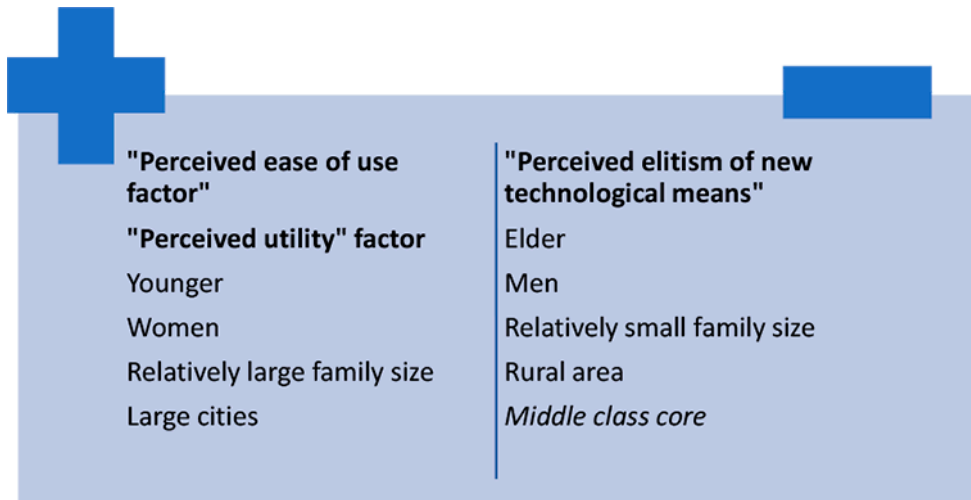 "Perceived ease of use
factor"
"Perceived utility" factor
Younger
Women
Relatively large family size
Large cities
"Perceived elitism of new
technological means"
Elder
Men
Relatively small family size
Rural area
Middle class core